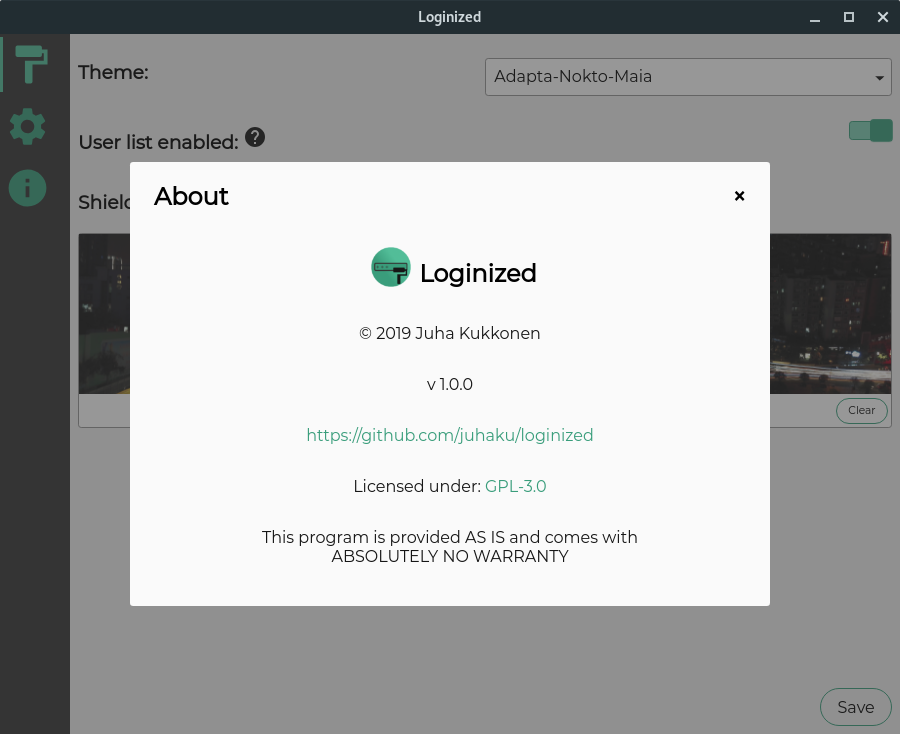 Loginized
Theme:
Adapta-Nokto-Maia
User list enabled: ?
About
×
Loginized
© 2019 Juha Kukkonen
v 1.0.0
https://github.com/juhaku/loginized
Licensed under: GPL-3.0
This program is provided AS IS and comes with
ABSOLUTELY NO WARRANTY
Clear
Save